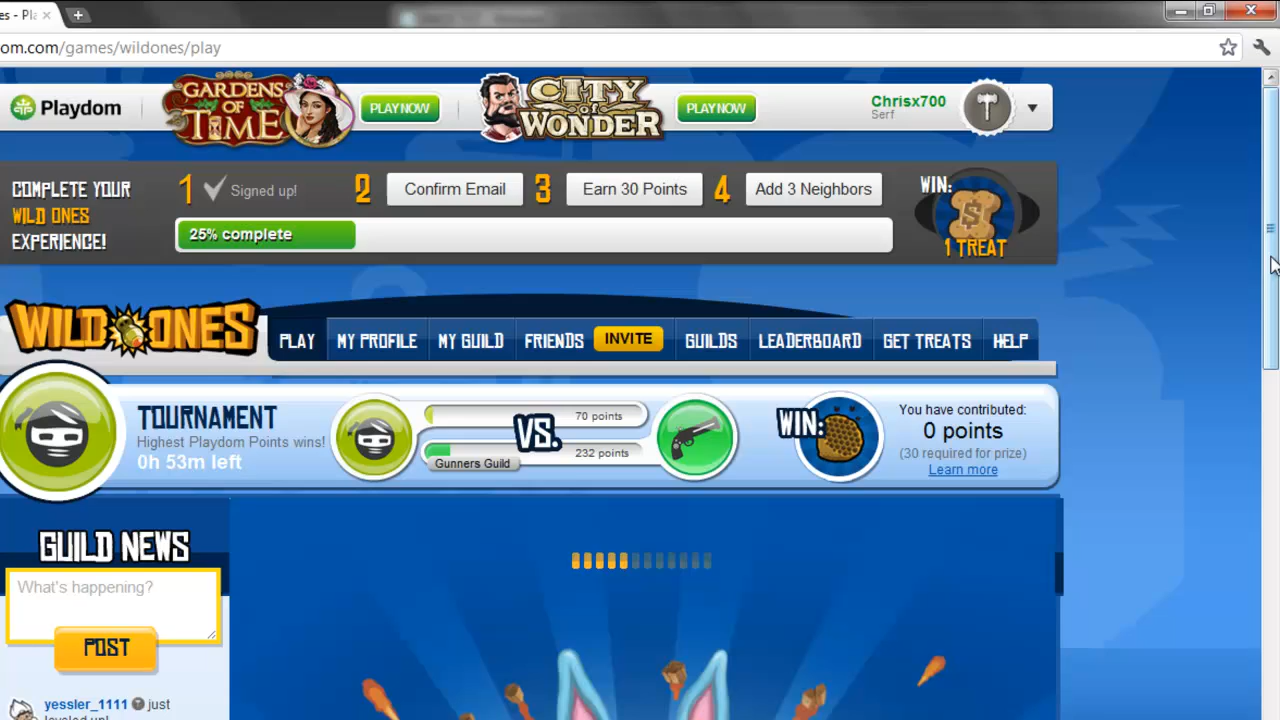 es - Pla
om.com/games/wildones/play
Playdom
GARDENS
OF
TIME
PLAY NOW
CITY
of
WONDER
PLAY NOW
Chrisx700
Serf
COMPLETE YOUR
WILD ONES
EXPERIENCE!
1 Signed up!
2 Confirm Email
3 Earn 30 Points
4 Add 3 Neighbors
25% complete
WIN:
$
1 TREAT
WILD ONES
PLAY MY PROFILE MY GUILD FRIENDS INVITE GUILDS LEADERBOARD GET TREATS HELP
TOURNAMENT
Highest Playdom Points wins!
0h 53m left
70 points
VS.
232 points
Gunners Guild
WIN:
You have contributed:
0 points
(30 required for prize)
Learn more
GUILD NEWS
What's happening?
POST
yessler_1111 just
leveled up!